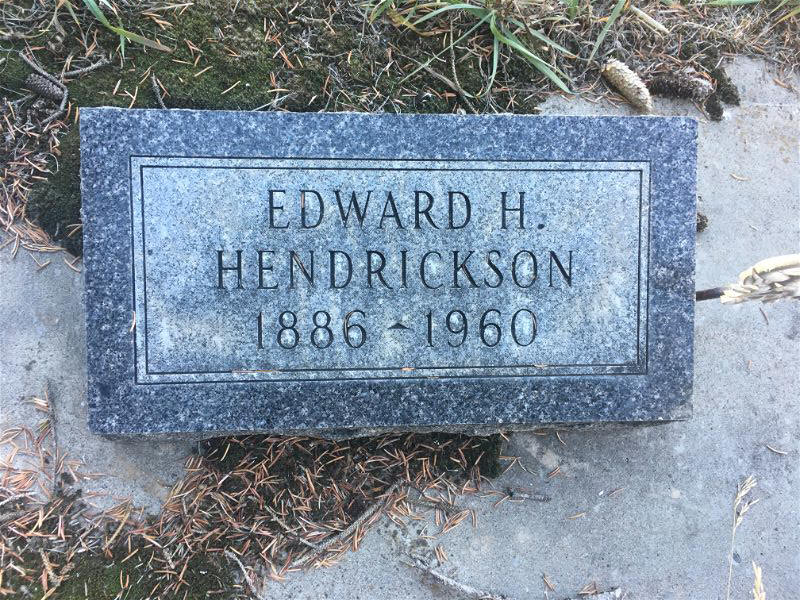 EDWARD H.
HENDRICKSON
1886 - 1960